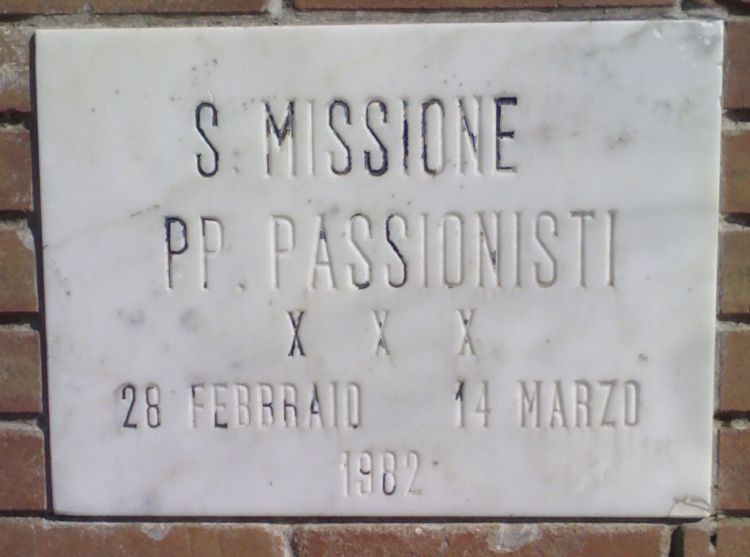 S. MISSIONE
PP. PASSIONISTI
X X X
28 FEBBRAIO 14 MARZO
1982